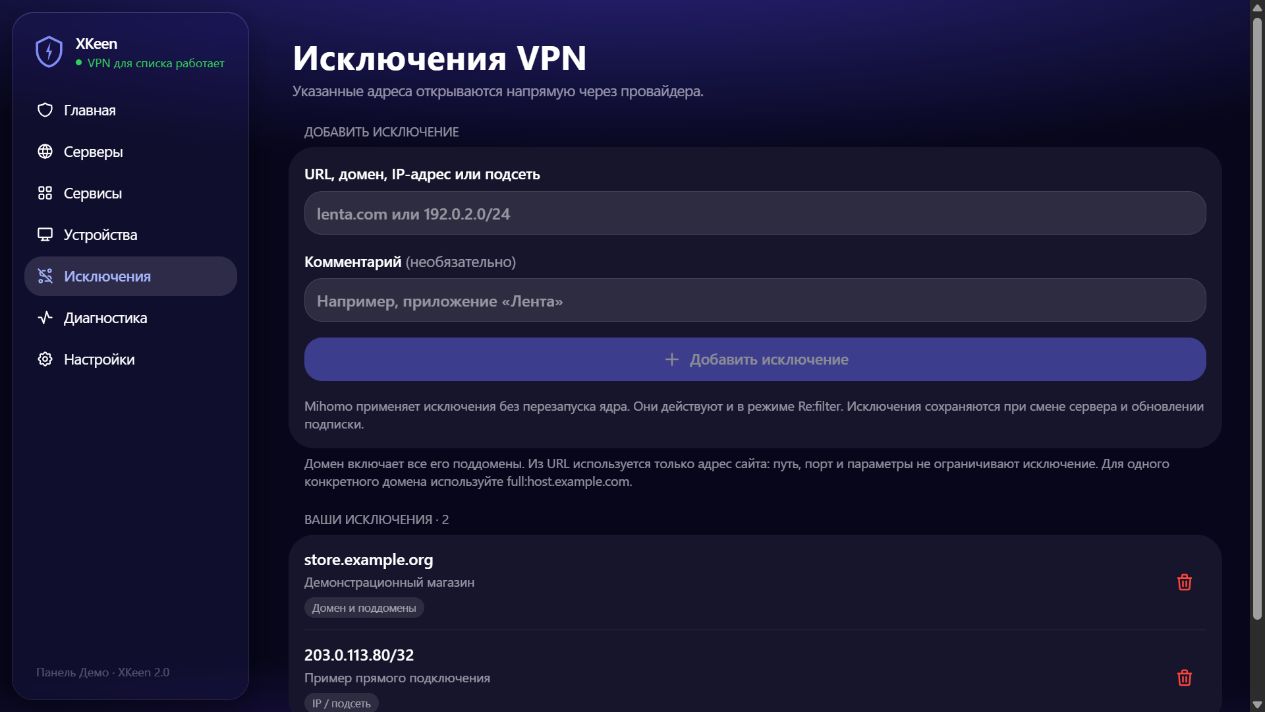 XKeen
VPN для списка работает
Главная
Серверы
Сервисы
Устройства
Исключения
Диагностика
Настройки
Панель Демо · XKeen 2.0
Исключения VPN
Указанные адреса открываются напрямую через провайдера.
ДОБАВИТЬ ИСКЛЮЧЕНИЕ
URL, домен, IP-адрес или подсеть
lenta.com или 192.0.2.0/24
Комментарий (необязательно)
Например, приложение «Лента»
Добавить исключение
Mihomo применяет исключения без перезапуска ядра. Они действуют и в режиме Re:filter. Исключения сохраняются при смене сервера и обновлении
подписки.
Домен включает все его поддомены. Из URL используется только адрес сайта: путь, порт и параметры не ограничивают исключение. Для одного
конкретного домена используйте full:host.example.com.
ВАШИ ИСКЛЮЧЕНИЯ · 2
store.example.org
Демонстрационный магазин
Домен и поддомены
203.0.113.80/32
Пример прямого подключения
IP / подсеть